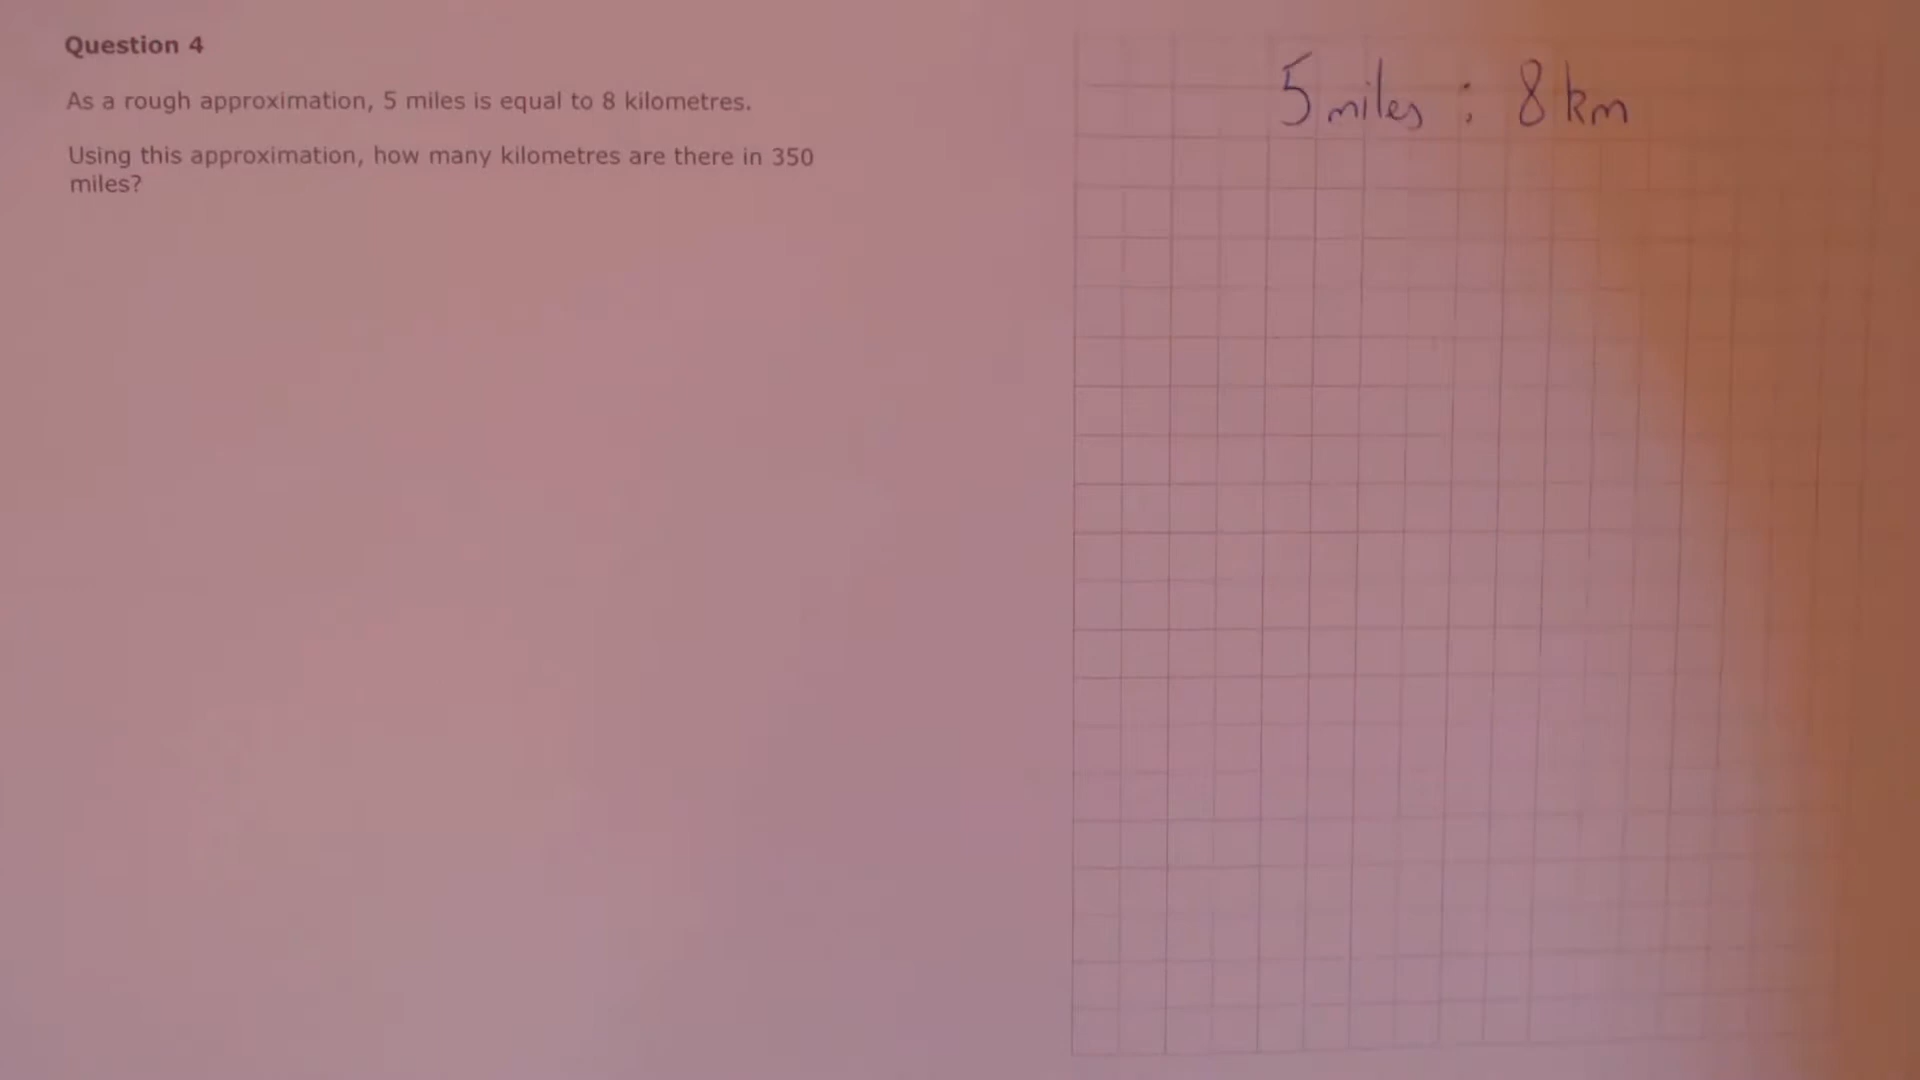 Question 4
As a rough approximation, 5 miles is equal to 8 kilometres.
Using this approximation, how many kilometres are there in 350
miles?
5 miles : 8 km